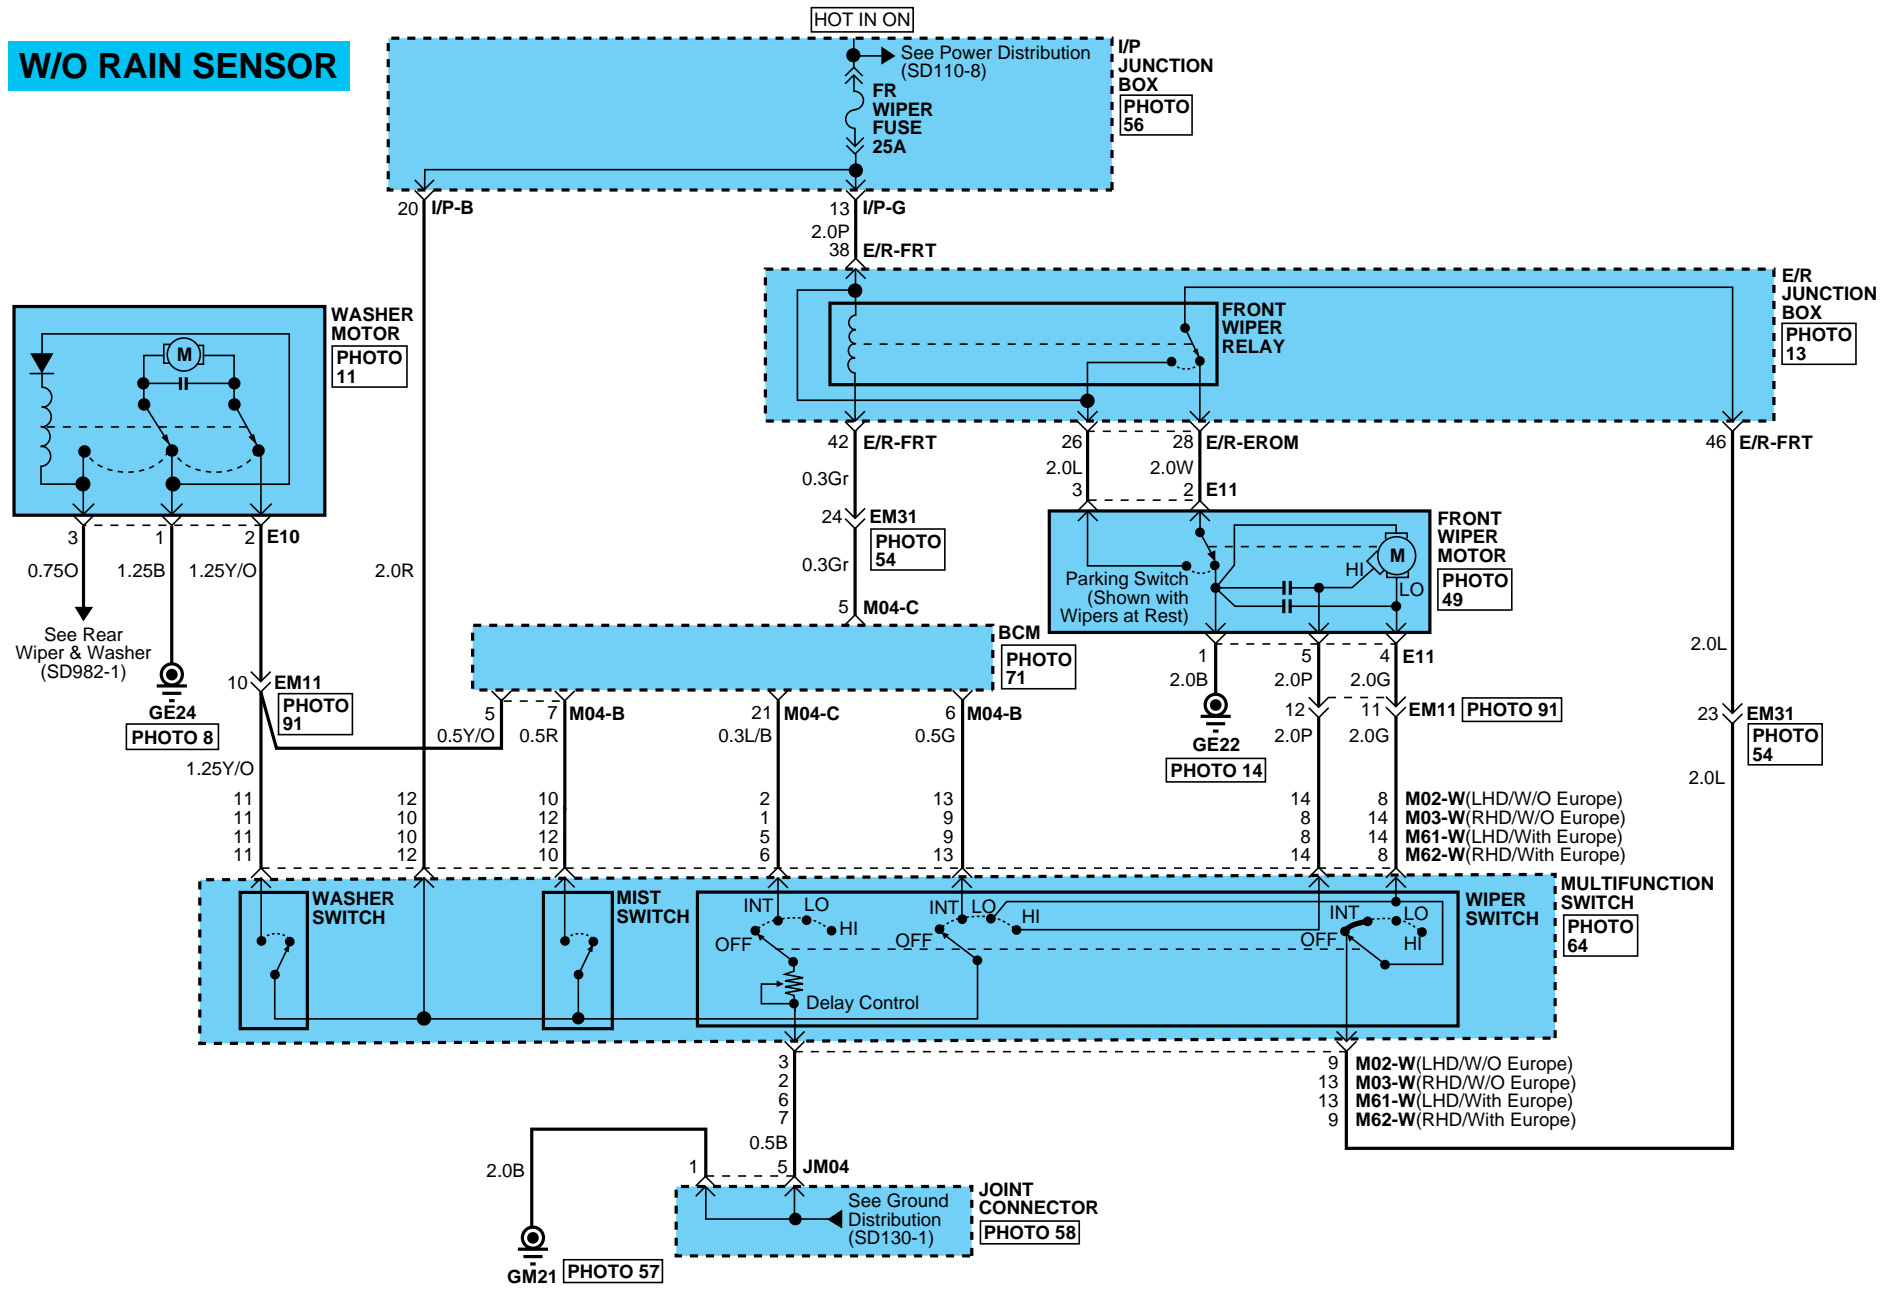 HOT IN ON
W/O RAIN SENSOR
See Power Distribution
(SD110-8)
FR
WIPER
FUSE
25A
I/P
JUNCTION
BOX
PHOTO
56
20 I/P-B
13 I/P-G
2.0P
38 E/R-FRT
E/R
JUNCTION
BOX
PHOTO
13
FRONT
WIPER
RELAY
WASHER
MOTOR
PHOTO
11
M
42 E/R-FRT
26
28 E/R-EROM
46 E/R-FRT
0.3Gr
2.0L
2.0W
3
2 E11
24 EM31
PHOTO
54
0.3Gr
5 M04-C
FRONT
WIPER
MOTOR
PHOTO
49
M
HI
LO
Parking Switch
(Shown with
Wipers at Rest)
3
1
2 E10
0.75O
1.25B
1.25Y/O
2.0R
See Rear
Wiper & Washer
(SD982-1)
GE24
PHOTO 8
10 EM11
PHOTO
91
1.25Y/O
BCM
PHOTO
71
5
7 M04-B
21 M04-C
6 M04-B
0.5Y/O
0.5R
0.3L/B
0.5G
1
5
4 E11
2.0B
2.0P
2.0G
GE22
PHOTO 14
12
11 EM11 PHOTO 91
2.0P
2.0G
2.0L
23 EM31
PHOTO
54
2.0L
11 12 10 2 13 14 8 M02-W(LHD/W/O Europe)
11 10 12 1 9 8 14 M03-W(RHD/W/O Europe)
11 10 12 5 9 8 14 M61-W(LHD/With Europe)
11 12 10 6 13 14 8 M62-W(RHD/With Europe)
WASHER
SWITCH
MIST
SWITCH
INT
LO
HI
OFF
Delay Control
INT
LO
HI
OFF
INT
LO
HI
OFF
WIPER
SWITCH
MULTIFUNCTION
SWITCH
PHOTO
64
3 9 M02-W(LHD/W/O Europe)
2 13 M03-W(RHD/W/O Europe)
6 13 M61-W(LHD/With Europe)
7 9 M62-W(RHD/With Europe)
0.5B
2.0B
1
5 JM04
JOINT
CONNECTOR
PHOTO 58
See Ground
Distribution
(SD130-1)
GM21 PHOTO 57